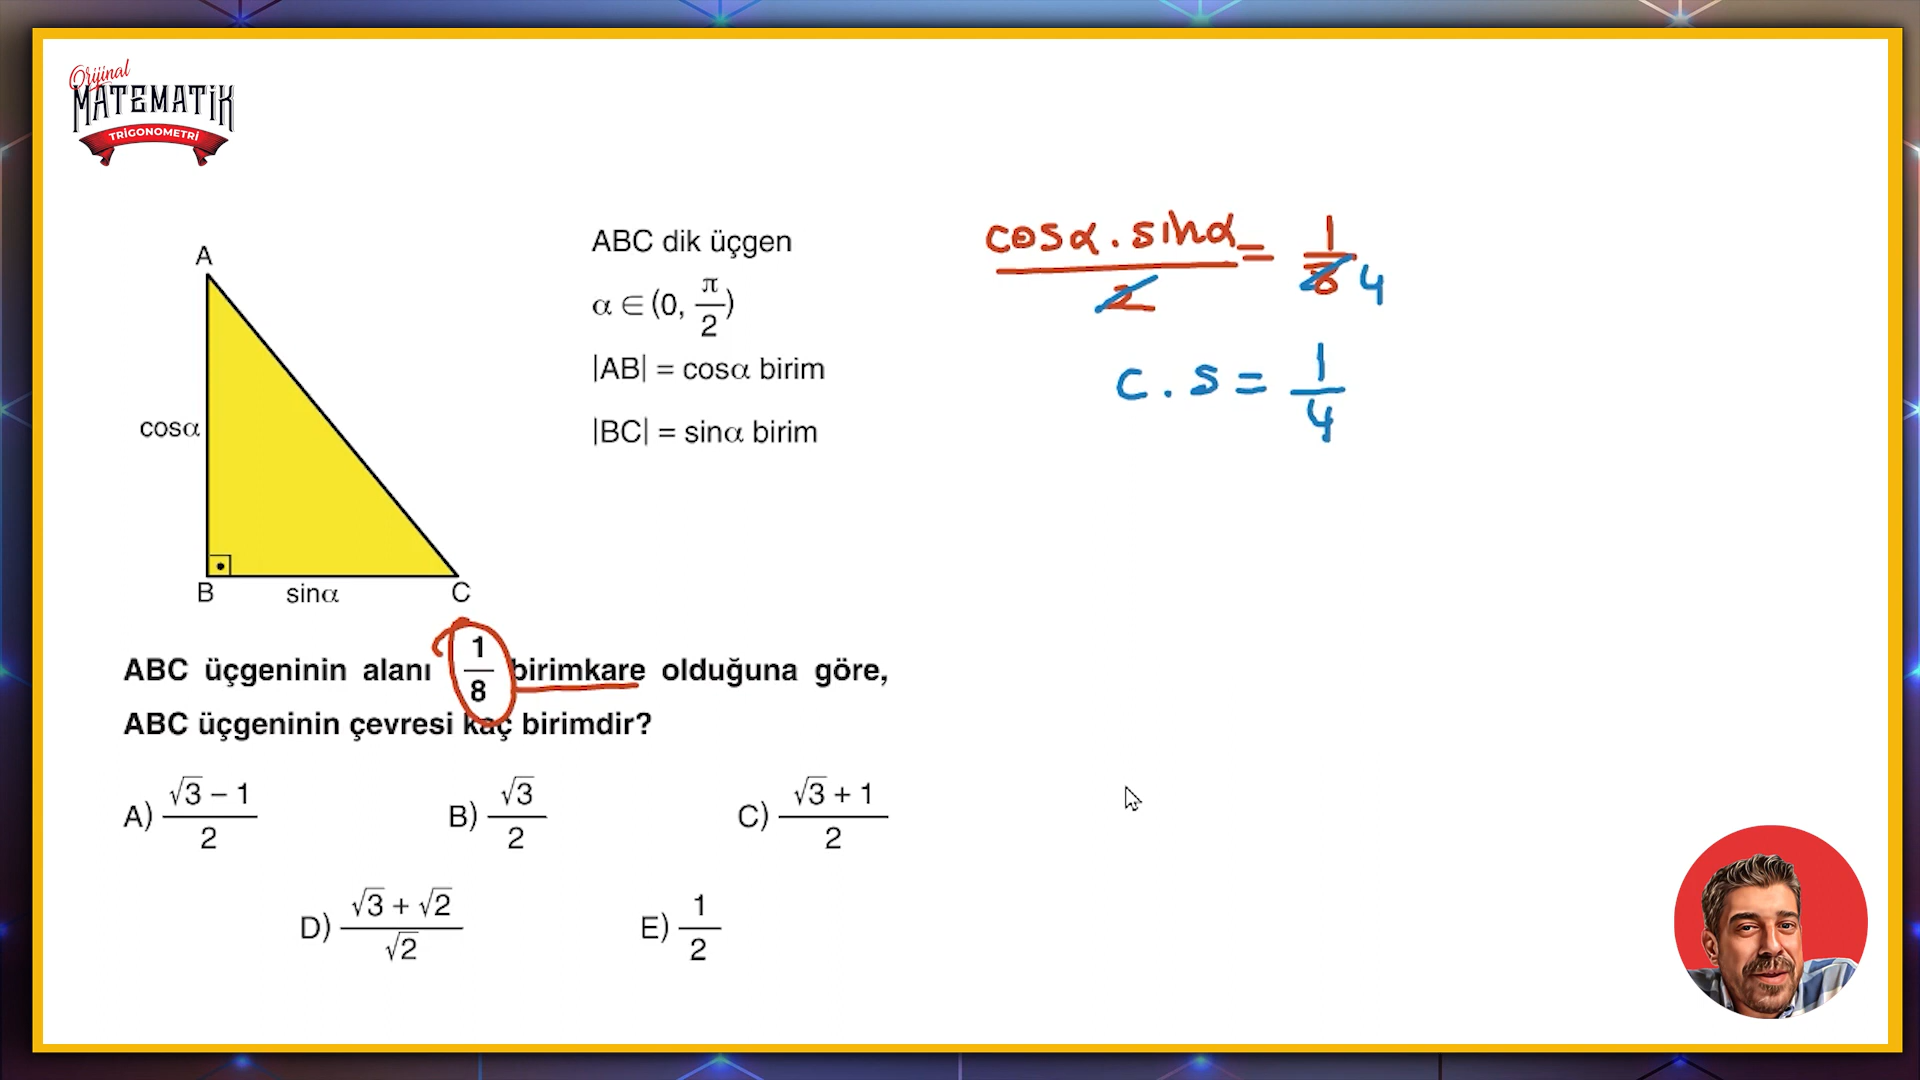 Orijinal
MATEMATİK
TRİGONOMETRİ
ABC dik üçgen
α ∈ (0, π/2)
|AB| = cosα birim
|BC| = sinα birim
A
cosα
B
sinα
C
cosα . sinα / 2 = 1/8 4
c . s = 1/4
ABC üçgeninin alanı 1/8 birimkare olduğuna göre,
ABC üçgeninin çevresi kaç birimdir?
A) (√3 – 1)/2 B) √3/2 C) (√3 + 1)/2
D) (√3 + √2)/√2 E) 1/2